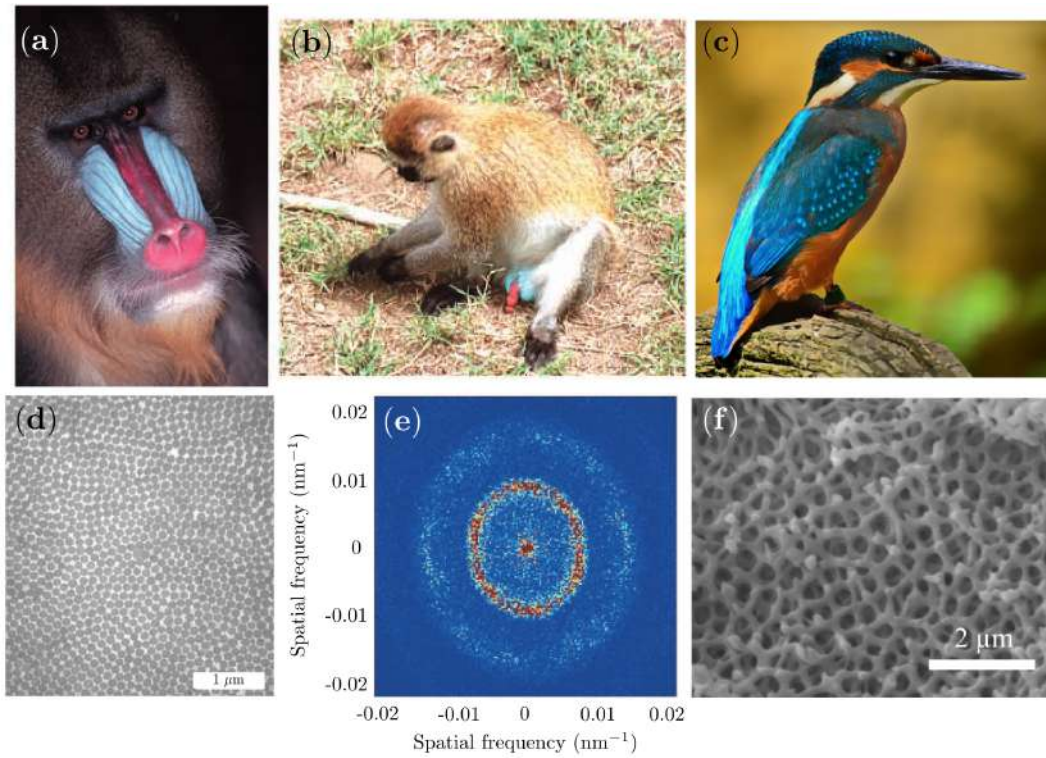 (a)
(b)
(c)
(d)
1 μm
(e)
0.02
0.01
0
-0.01
-0.02
Spatial frequency (nm⁻¹)
-0.02 -0.01 0 0.01 0.02
Spatial frequency (nm⁻¹)
(f)
2 μm